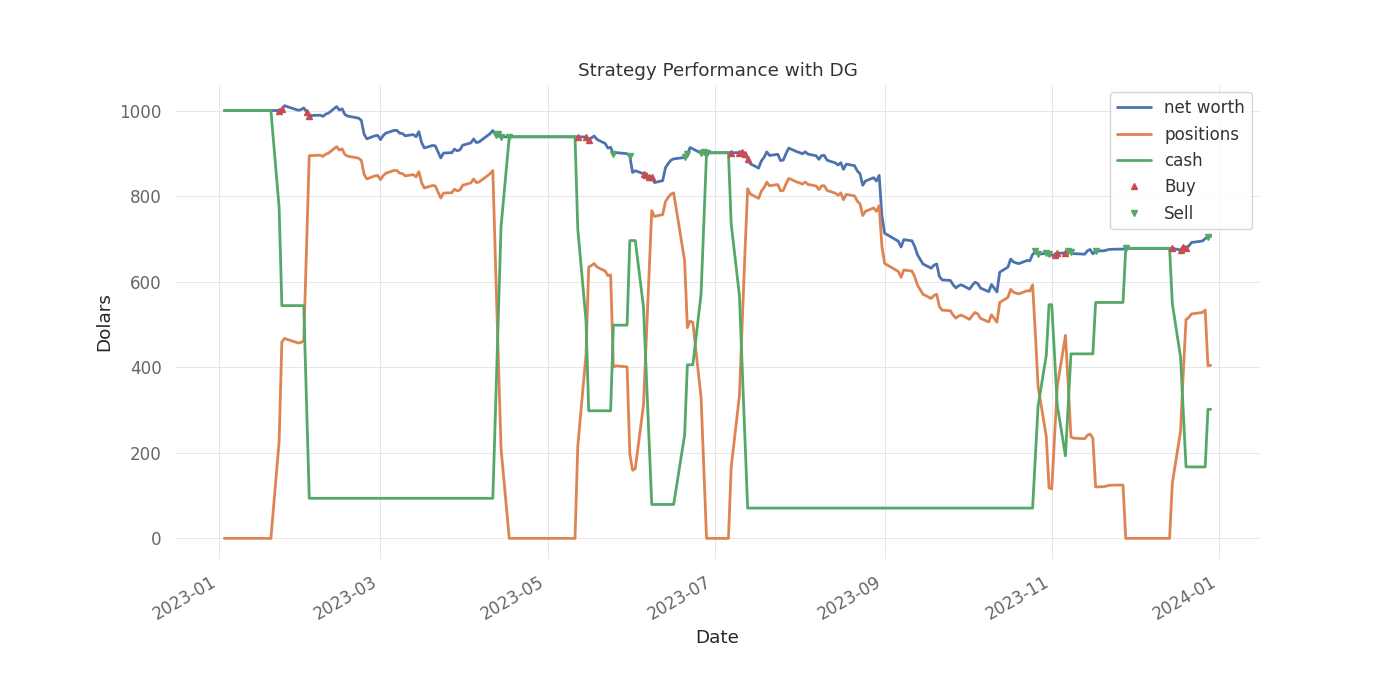 Strategy Performance with DG
net worth
positions
cash
Buy
Sell
1000
800
600
400
200
0
Dolars
2023-01
2023-03
2023-05
2023-07
2023-09
2023-11
2024-01
Date